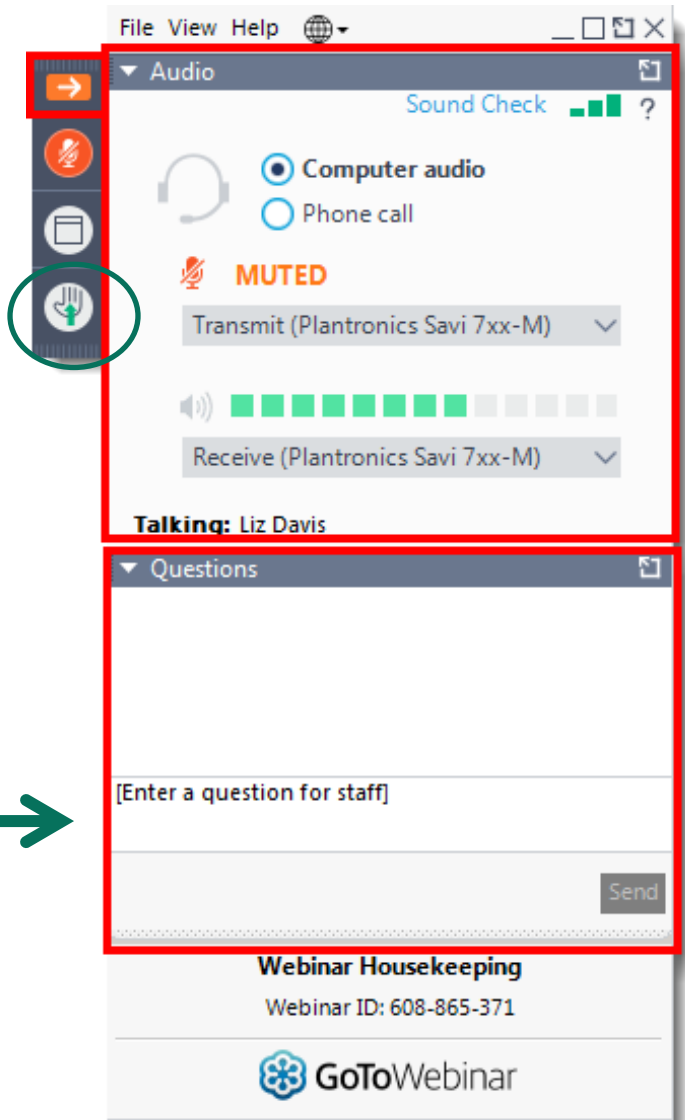 File View Help
Audio
Sound Check ?
Computer audio
Phone call
MUTED
Transmit (Plantronics Savi 7xx-M)
Receive (Plantronics Savi 7xx-M)
Talking: Liz Davis
Questions
[Enter a question for staff]
Send
Webinar Housekeeping
Webinar ID: 608-865-371
GoToWebinar